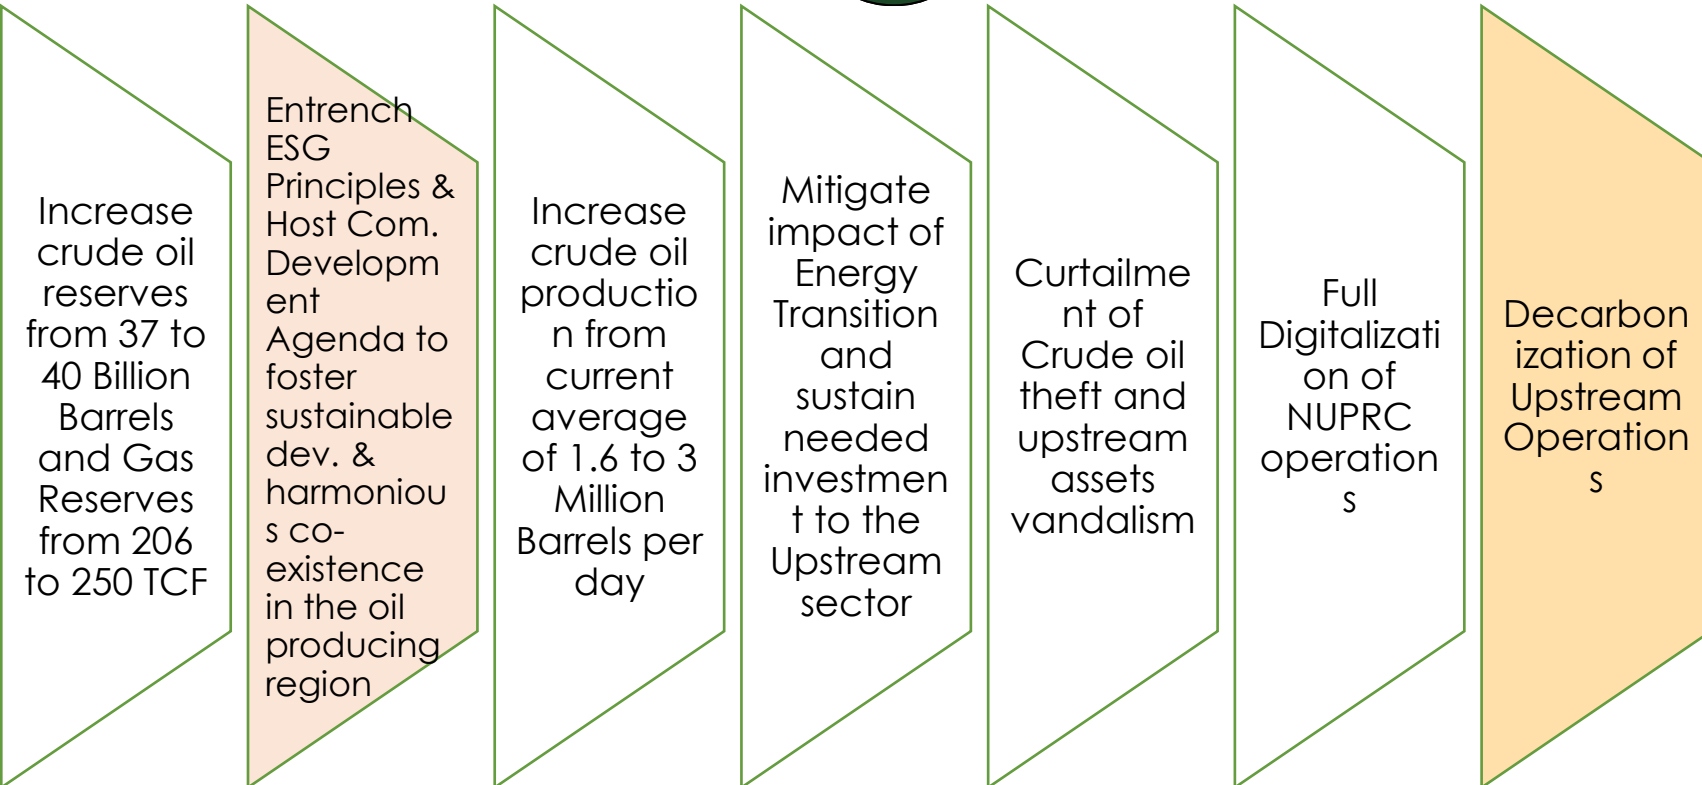 Increase
crude oil
reserves
from 37 to
40 Billion
Barrels
and Gas
Reserves
from 206
to 250 TCF
Entrench
ESG
Principles &
Host Com.
Developm
ent
Agenda to
foster
sustainable
dev. &
harmoniou
s co-
existence
in the oil
producing
region
Increase
crude oil
productio
n from
current
average
of 1.6 to 3
Million
Barrels per
day
Mitigate
impact of
Energy
Transition
and
sustain
needed
investmen
t to the
Upstream
sector
Curtailme
nt of
Crude oil
theft and
upstream
assets
vandalism
Full
Digitalizati
on of
NUPRC
operation
s
Decarbon
ization of
Upstream
Operation
s